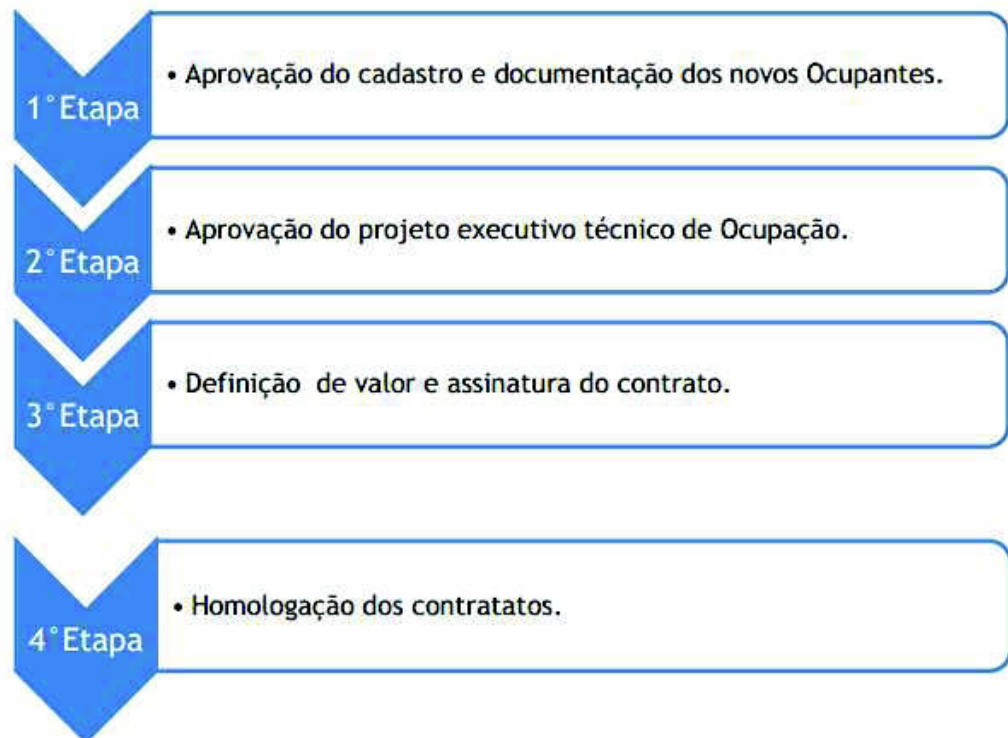 1°Etapa
• Aprovação do cadastro e documentação dos novos Ocupantes.
2°Etapa
• Aprovação do projeto executivo técnico de Ocupação.
3°Etapa
• Definição  de valor e assinatura do contrato.
4°Etapa
• Homologação dos contratatos.